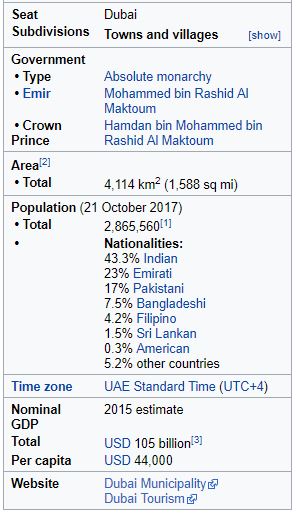 Seat Dubai
Subdivisions Towns and villages [show]
Government
• Type Absolute monarchy
• Emir Mohammed bin Rashid Al
Maktoum
• Crown Hamdan bin Mohammed bin
Prince Rashid Al Maktoum
Area[2]
• Total 4,114 km2 (1,588 sq mi)
Population (21 October 2017)
• Total 2,865,560[1]
• Nationalities:
43.3% Indian
23% Emirati
17% Pakistani
7.5% Bangladeshi
4.2% Filipino
1.5% Sri Lankan
0.3% American
5.2% other countries
Time zone UAE Standard Time (UTC+4)
Nominal 2015 estimate
GDP
Total USD 105 billion[3]
Per capita USD 44,000
Website Dubai Municipality
Dubai Tourism